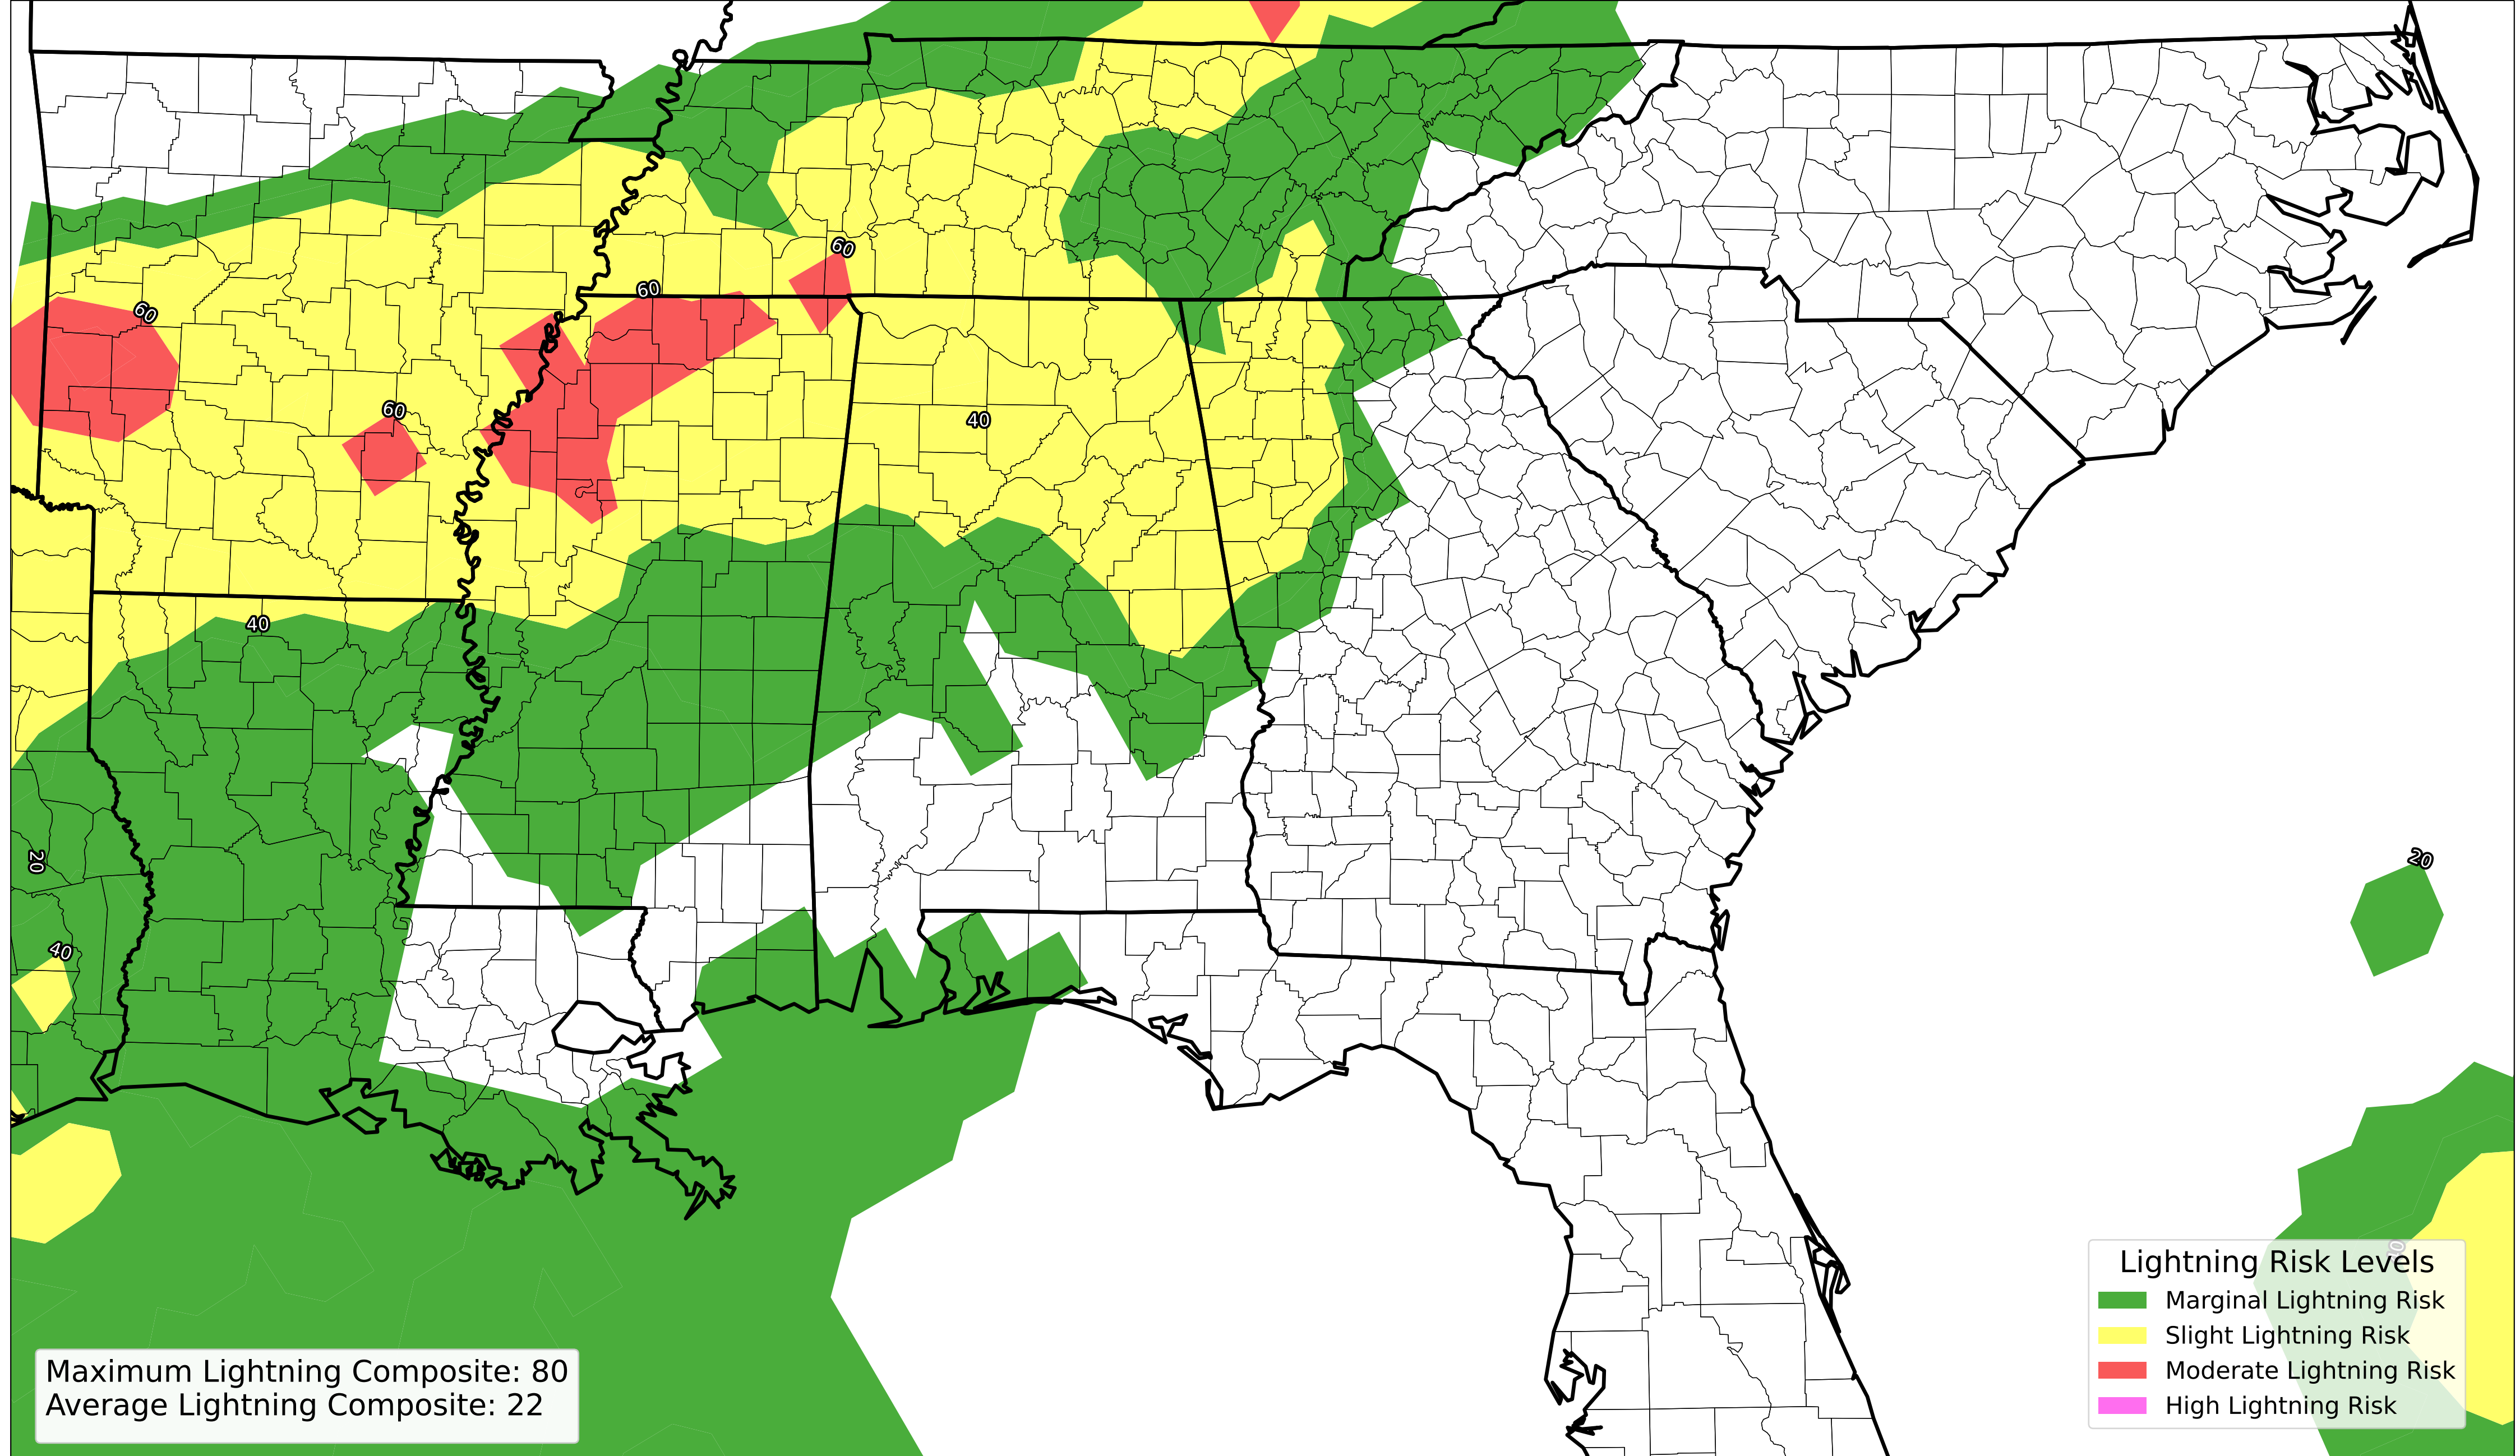 60
60
60
60
40
40
20
40
20
Lightning Risk Levels
Marginal Lightning Risk
Slight Lightning Risk
Moderate Lightning Risk
High Lightning Risk
Maximum Lightning Composite: 80
Average Lightning Composite: 22